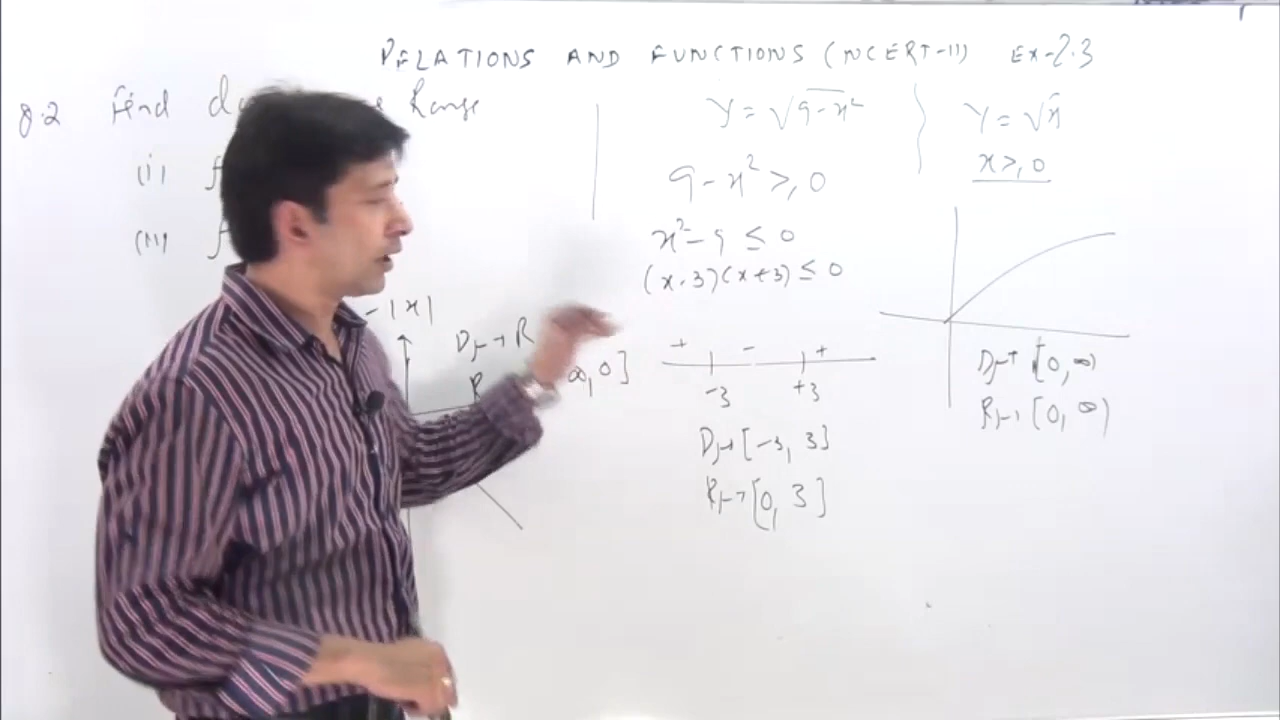 RELATIONS AND FUNCTIONS (NCERT-11) Ex-2.3
Q.2 Find Range
(i) f
(ii) f
-|x|
Df→ R
R ∞, 0]
y = √9-x²
9-x² ≥ 0
x²-9 ≤ 0
(x-3)(x+3) ≤ 0
+ - +
-3 +3
Df→ [-3, 3]
Rf→ [0, 3]
y = √x
x ≥ 0
Df→ [0, ∞)
Rf→ [0, ∞)